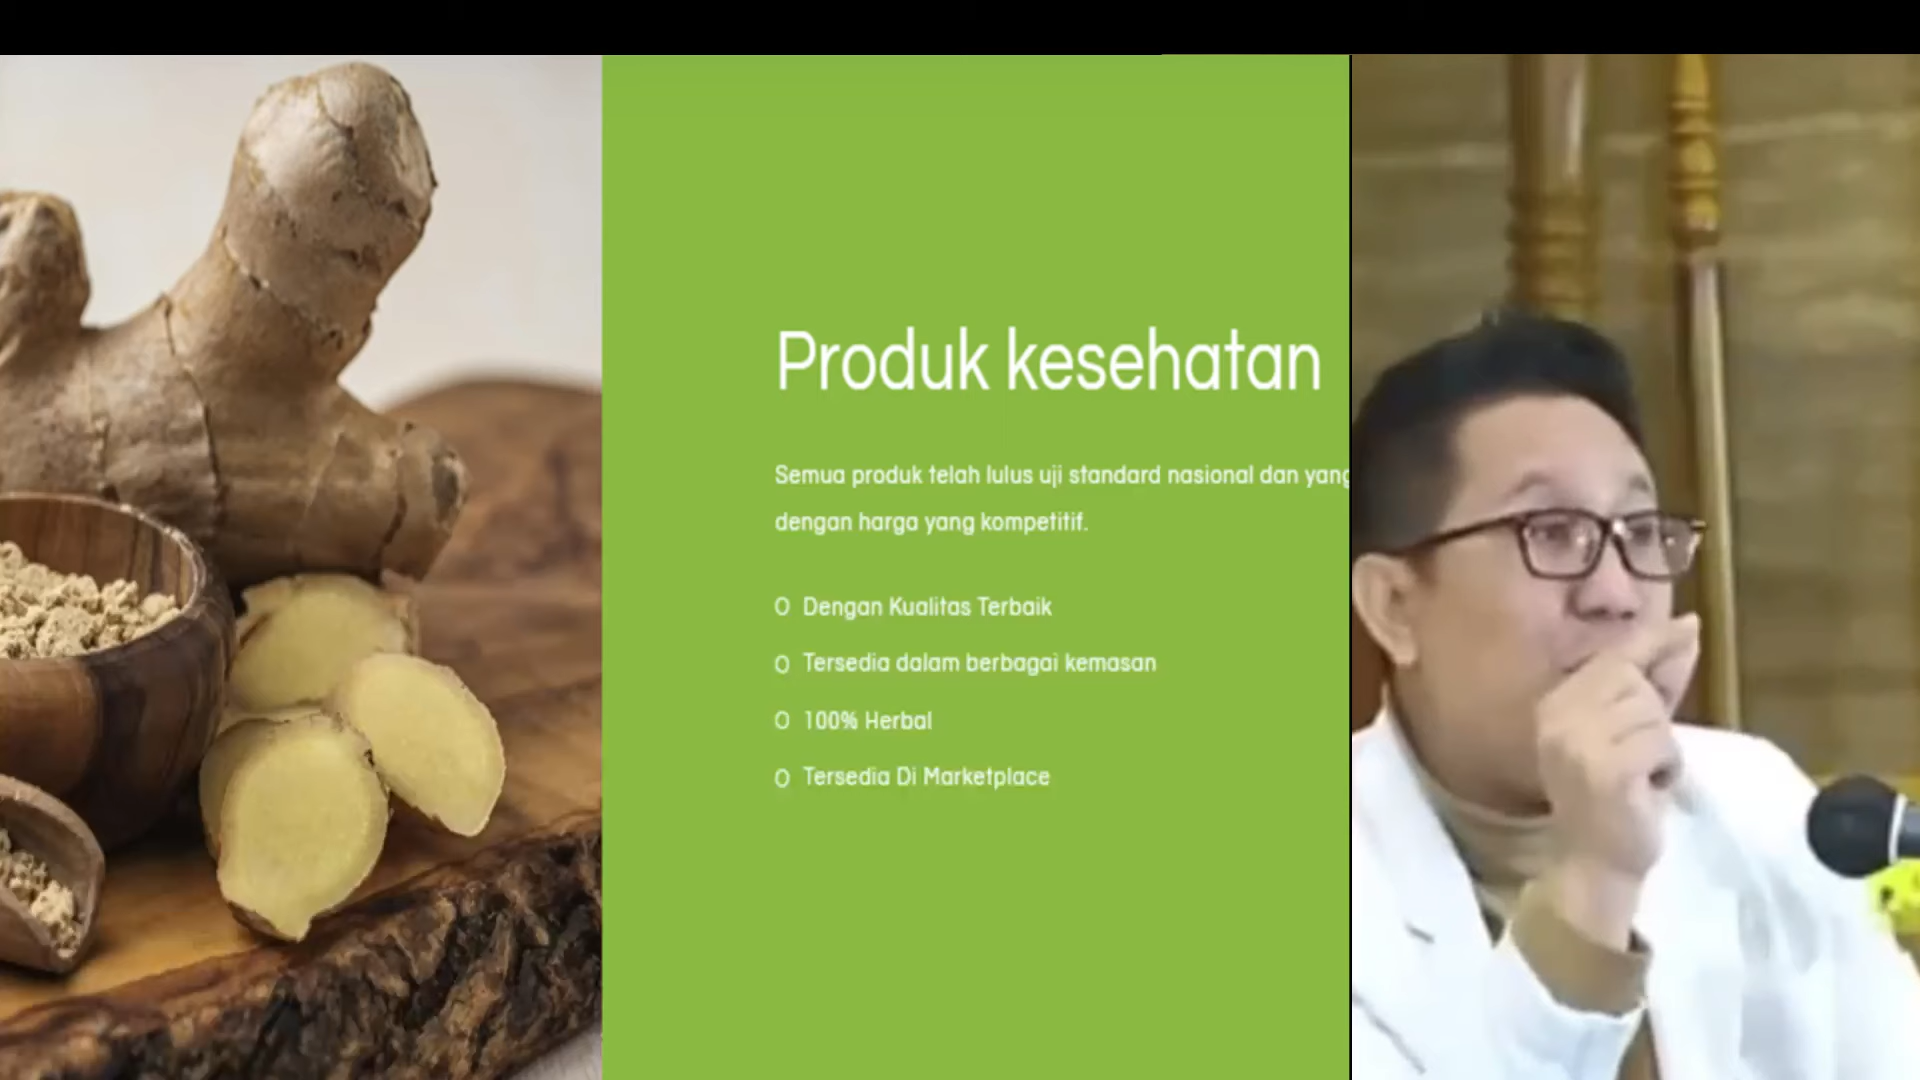 Produk kesehatan
Semua produk telah lulus uji standard nasional dan yang
dengan harga yang kompetitif.
O Dengan Kualitas Terbaik
O Tersedia dalam berbagai kemasan
O 100% Herbal
O Tersedia Di Marketplace